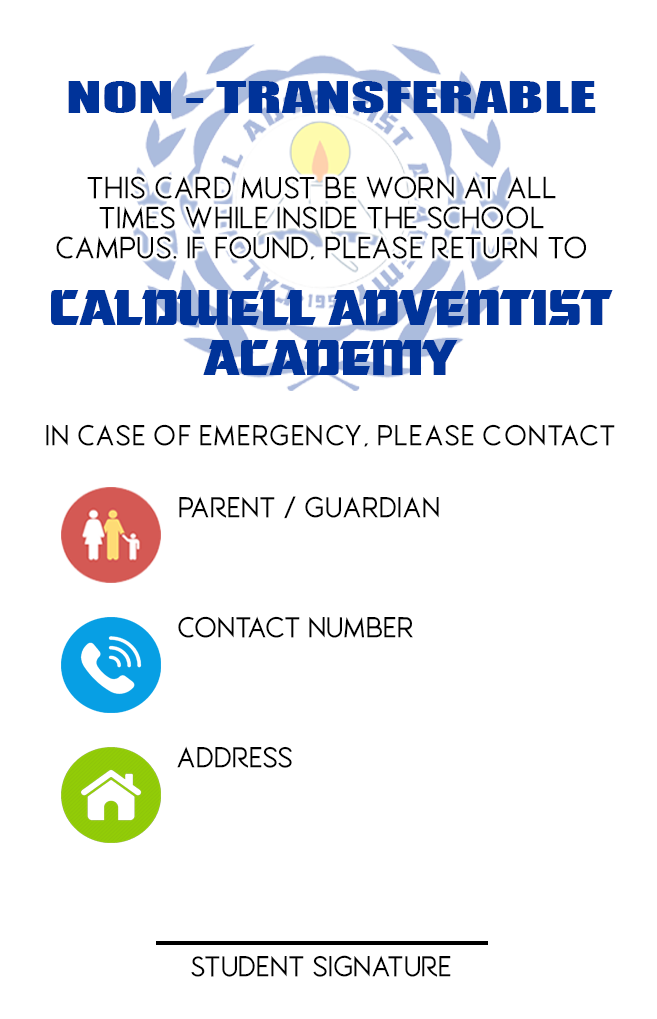 NON - TRANSFERABLE
THIS CARD MUST BE WORN AT ALL
TIMES WHILE INSIDE THE SCHOOL
CAMPUS. IF FOUND, PLEASE RETURN TO
CALDWELL ADVENTIST
ACADEMY
IN CASE OF EMERGENCY, PLEASE CONTACT
PARENT / GUARDIAN
CONTACT NUMBER
ADDRESS
STUDENT SIGNATURE